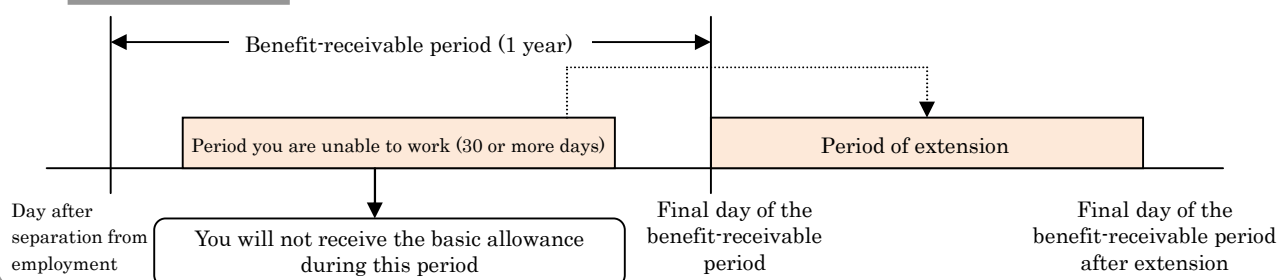 Benefit-receivable period (1 year)
Period you are unable to work (30 or more days)
Period of extension
Day after
separation from
employment
You will not receive the basic allowance
during this period
Final day of the
benefit-receivable
period
Final day of the
benefit-receivable period
after extension